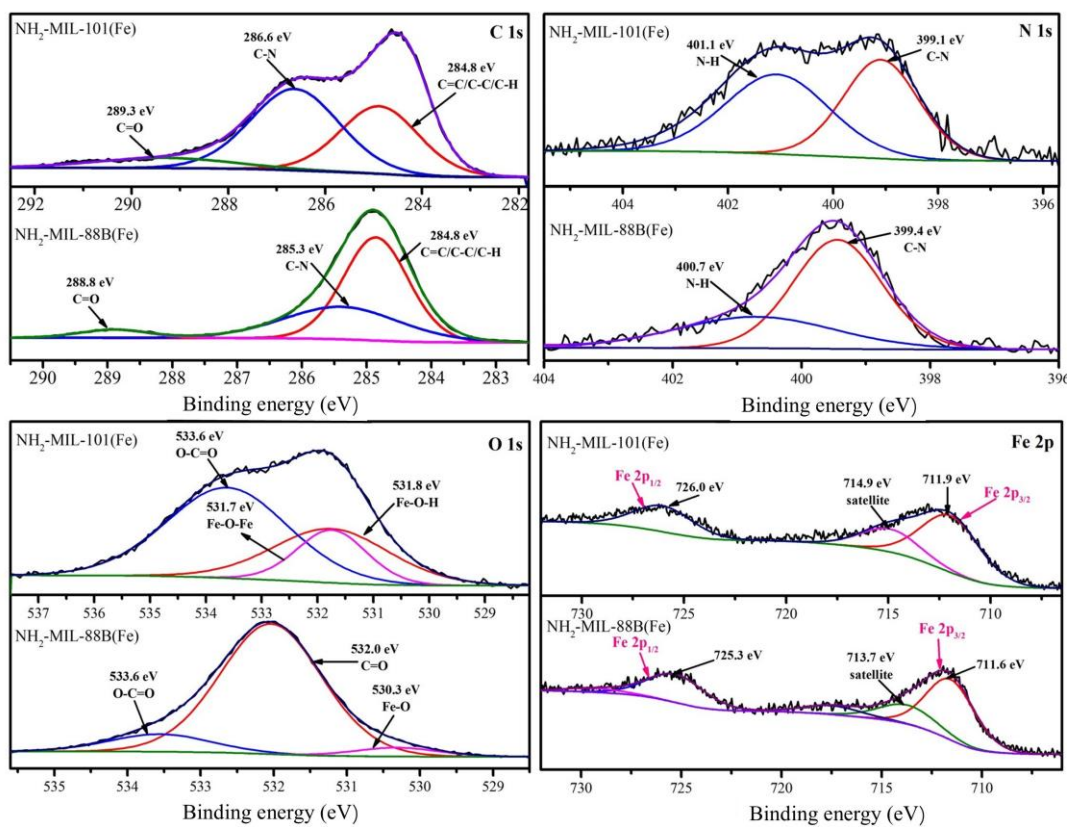 NH2-MIL-101(Fe)
C 1s
286.6 eV
C-N
284.8 eV
C=C/C-C/C-H
289.3 eV
C=O
292 290 288 286 284 282
NH2-MIL-88B(Fe)
284.8 eV
C=C/C-C/C-H
285.3 eV
C-N
288.8 eV
C=O
290 289 288 287 286 285 284 283
Binding energy (eV)
NH2-MIL-101(Fe)
N 1s
401.1 eV
N-H
399.1 eV
C-N
404 402 400 398 396
NH2-MIL-88B(Fe)
399.4 eV
C-N
400.7 eV
N-H
404 402 400 398 396
Binding energy (eV)
NH2-MIL-101(Fe)
O 1s
533.6 eV
O-C=O
531.8 eV
Fe-O-H
531.7 eV
Fe-O-Fe
537 536 535 534 533 532 531 530 529
NH2-MIL-88B(Fe)
532.0 eV
C=O
533.6 eV
O-C=O
530.3 eV
Fe-O
535 534 533 532 531 530 529
Binding energy (eV)
NH2-MIL-101(Fe)
Fe 2p
Fe 2p1/2
726.0 eV
714.9 eV
satellite
711.9 eV
Fe 2p3/2
730 725 720 715 710
NH2-MIL-88B(Fe)
Fe 2p1/2
725.3 eV
713.7 eV
satellite
Fe 2p3/2
711.6 eV
730 725 720 715 710
Binding energy (eV)